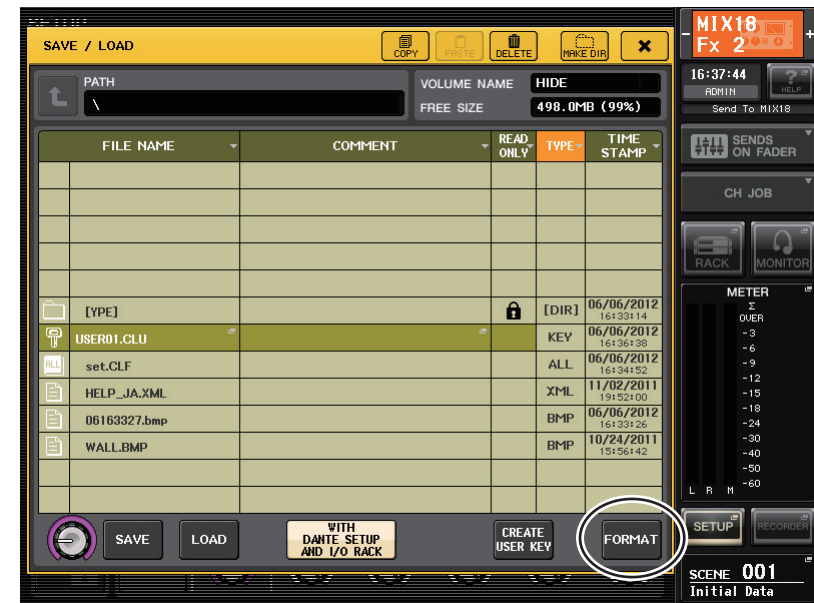 SETUP
SAVE / LOAD
COPY
PASTE
DELETE
MAKE DIR
PATH
\
VOLUME NAME HIDE
FREE SIZE 498.0MB (99%)
FILE NAME COMMENT READ ONLY TYPE TIME STAMP
[YPE] [DIR] 06/06/2012 16:33:14
USER01.CLU KEY 06/06/2012 16:36:38
ALL set.CLF ALL 06/06/2012 16:34:52
HELP_JA.XML XML 11/02/2011 19:52:00
06163327.bmp BMP 06/06/2012 16:33:26
WALL.BMP BMP 10/24/2011 15:56:42
SAVE
LOAD
WITH
DANTE SETUP
AND I/O RACK
CREATE
USER KEY
FORMAT
- MIX18 +
Fx 2
16:37:44
ADMIN
?
HELP
Send To MIX18
SENDS
ON FADER
CH JOB
RACK
MONITOR
METER
Σ
OVER
-3
-6
-9
-12
-15
-18
-24
-30
-40
-50
-60
L R M
SETUP
RECORDER
SCENE 001
Initial Data